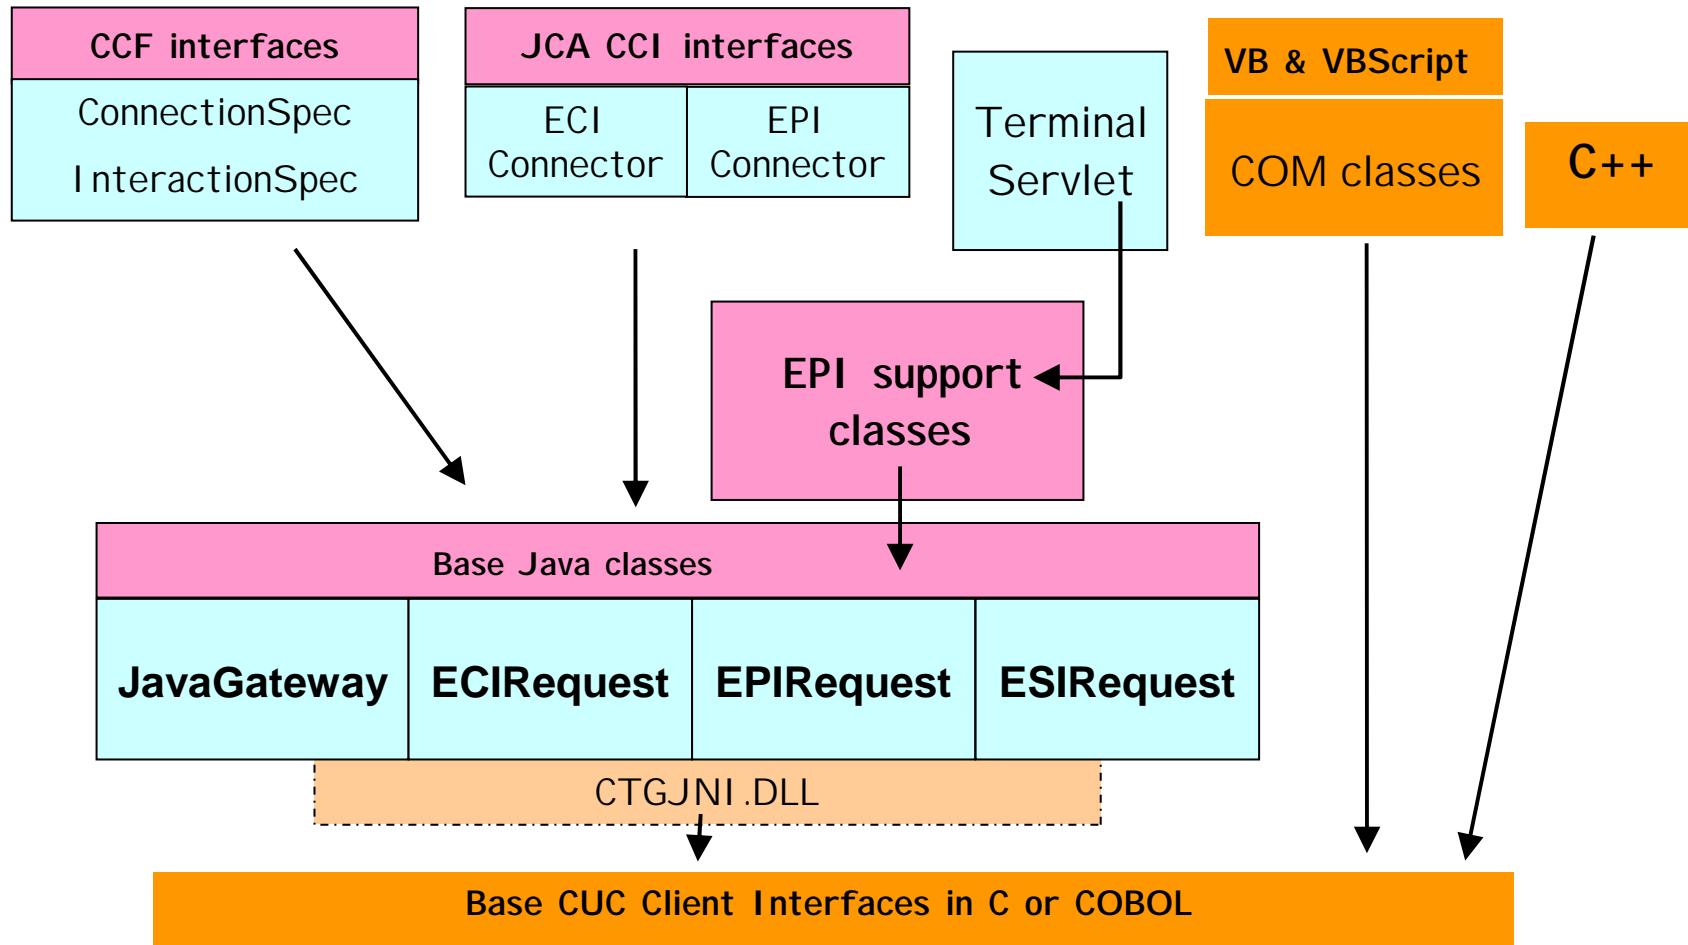 CCF interfaces
ConnectionSpec
InteractionSpec
JCA CCI interfaces
ECI
Connector
EPI
Connector
Terminal
Servlet
VB & VBScript
COM classes
C++
EPI support
classes
Base Java classes
JavaGateway
ECIRequest
EPIRequest
ESIRequest
CTGJNI.DLL
Base CUC Client Interfaces in C or COBOL